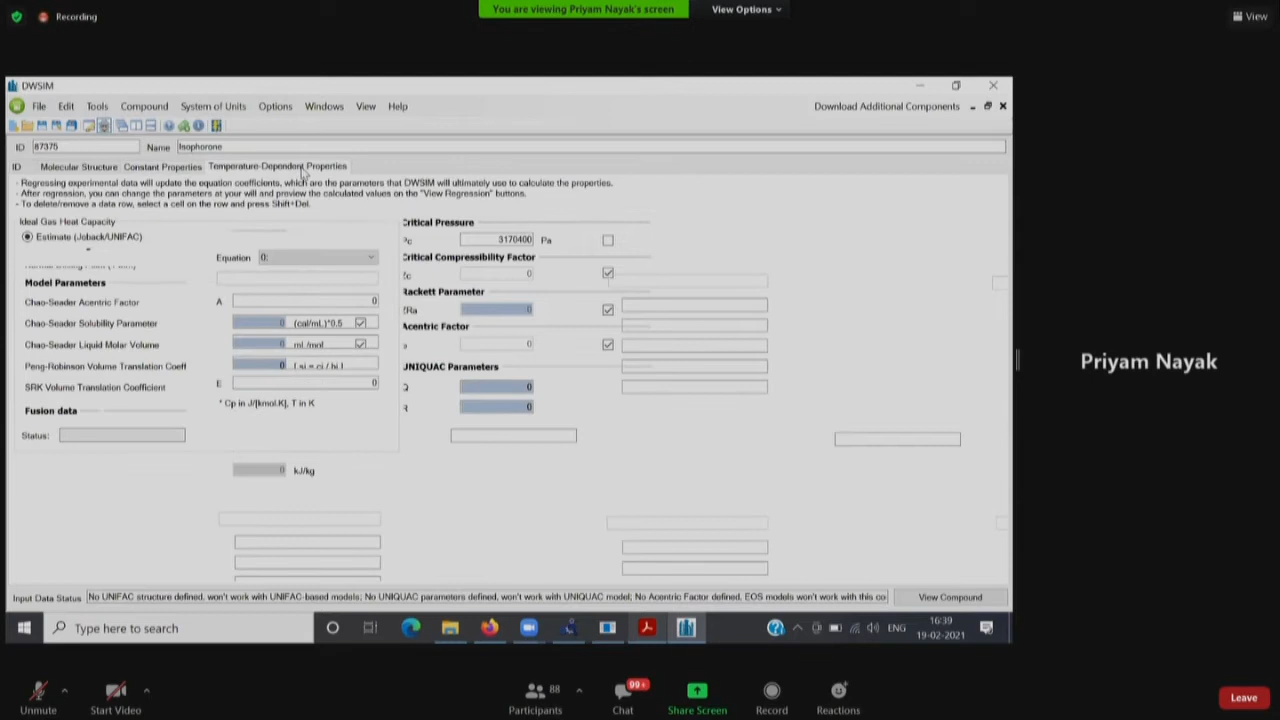 Recording
You are viewing Priyam Nayak's screen
View Options
View
DWSIM
File Edit Tools Compound System of Units Options Windows View Help
Download Additional Components
ID 87375 Name Isophorone
ID Molecular Structure Constant Properties Temperature-Dependent Properties
- Regressing experimental data will update the equation coefficients, which are the parameters that DWSIM will ultimately use to calculate the properties.
- After regression, you can change the parameters at your will and preview the calculated values on the "View Regression" buttons.
- To delete/remove a data row, select a cell on the row and press Shift+Del.
Ideal Gas Heat Capacity
Estimate (Joback/UNIFAC)
Equation 0:
Model Parameters
Chao-Seader Acentric Factor A 0
Chao-Seader Solubility Parameter 0 (cal/mL)^0.5
Chao-Seader Liquid Molar Volume 0 mL/mol
Peng-Robinson Volume Translation Coeff 0
SRK Volume Translation Coefficient E 0
* Cp in J/[kmol.K], T in K
Fusion data
Status:
0 kJ/kg
Critical Pressure
3170400 Pa
Critical Compressibility Factor
0
Rackett Parameter
0
Acentric Factor
0
UNIQUAC Parameters
0
0
Input Data Status No UNIFAC structure defined, won't work with UNIFAC-based models; No UNIQUAC parameters defined, won't work with UNIQUAC model; No Acentric Factor defined, EOS models won't work with this co View Compound
Type here to search
ENG
16:39
19-02-2021
Priyam Nayak
Unmute
Start Video
88
Participants
99+
Chat
Share Screen
Record
Reactions
Leave